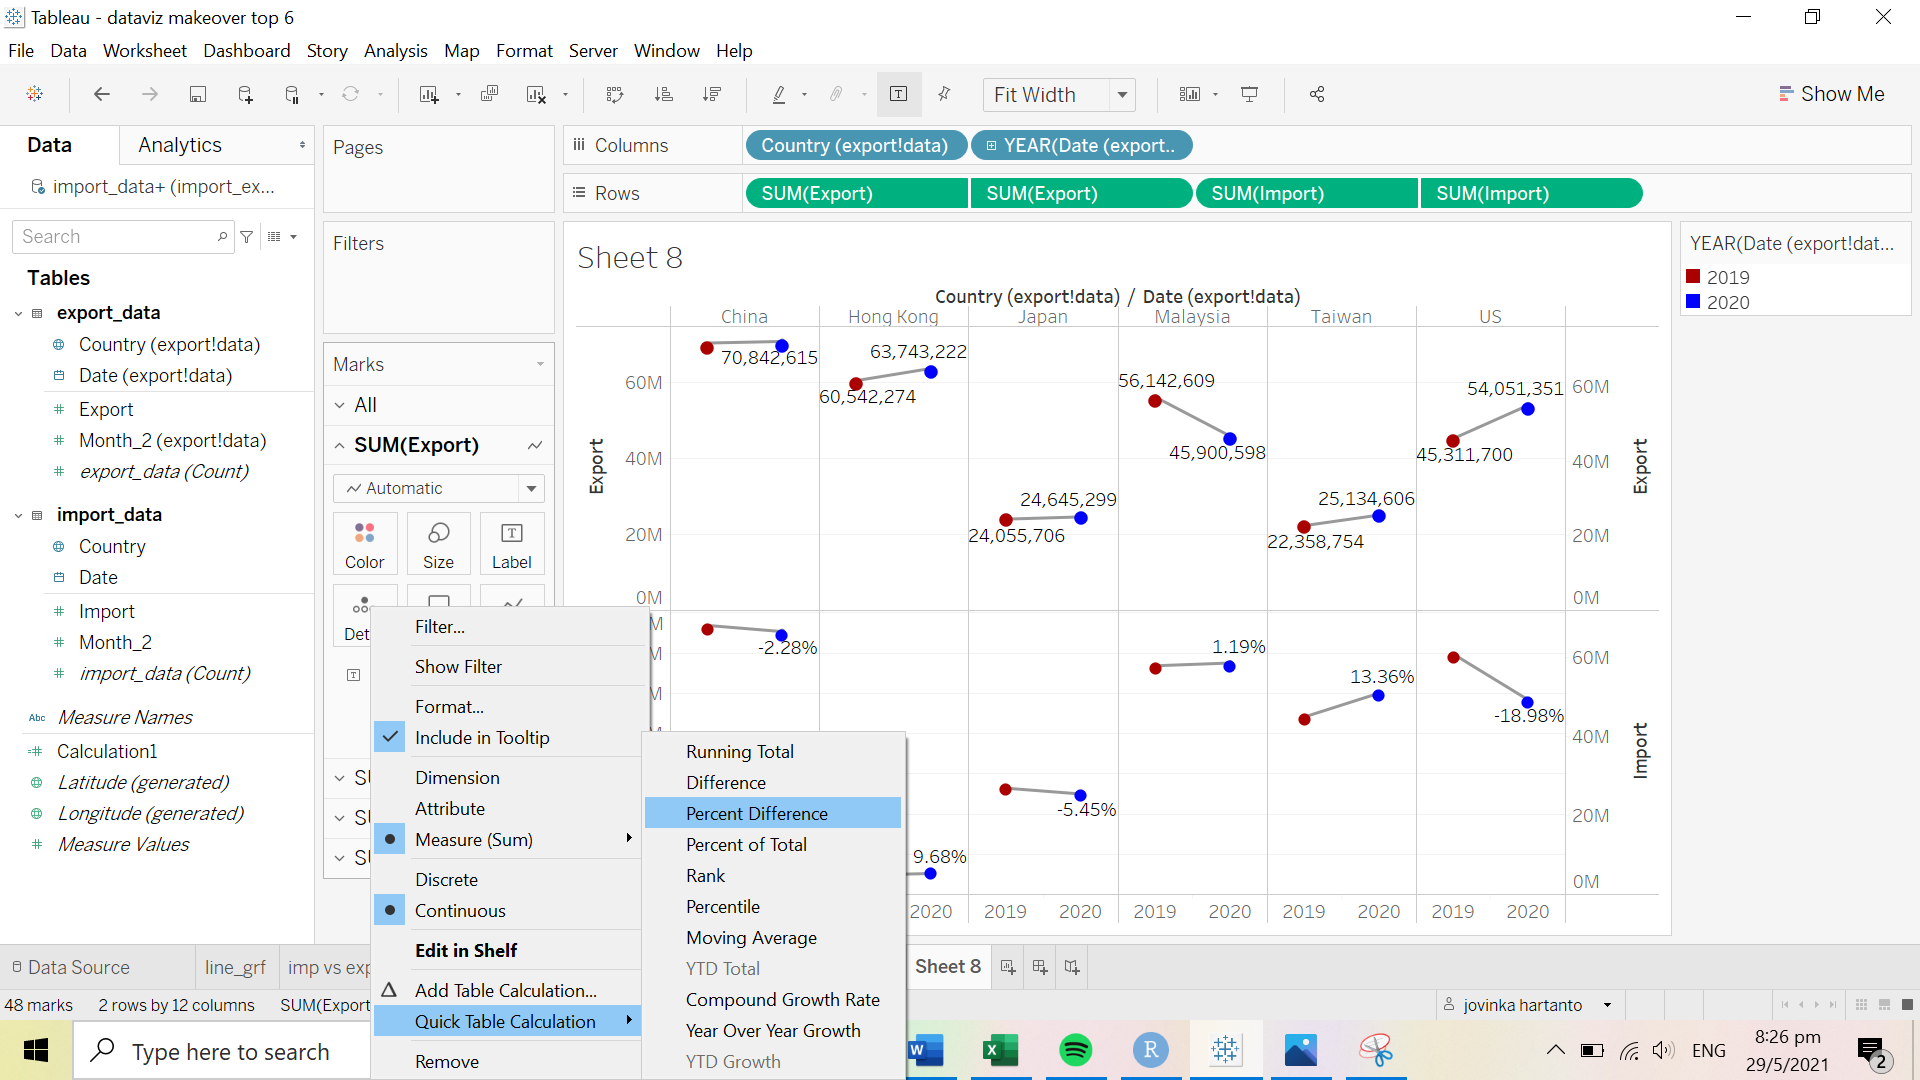 Tableau - dataviz makeover top 6
File Data Worksheet Dashboard Story Analysis Map Format Server Window Help
Fit Width
Show Me
Data
Analytics
Pages
Columns
Country (export!data)
YEAR(Date (export..
import_data+ (import_ex...
Rows
SUM(Export)
SUM(Export)
SUM(Import)
SUM(Import)
Search
Filters
Sheet 8
YEAR(Date (export!dat...
2019
2020
Tables
export_data
Country (export!data)
Date (export!data)
Export
Month_2 (export!data)
export_data (Count)
import_data
Country
Date
Import
Month_2
import_data (Count)
Abc
Measure Names
Calculation1
Latitude (generated)
Longitude (generated)
Measure Values
Marks
All
SUM(Export)
Automatic
Color
Size
Label
Det
SU
SU
SU
Country (export!data) / Date (export!data)
China Hong Kong Japan Malaysia Taiwan US
Export
60M
40M
20M
0M
70,842,615
63,743,222
60,542,274
24,645,299
24,055,706
56,142,609
45,900,598
25,134,606
22,358,754
54,051,351
45,311,700
60M
40M
20M
0M
Export
M
M
M
-2.28%
9.68%
-5.45%
1.19%
13.36%
-18.98%
60M
40M
20M
0M
Import
2020 2019 2020 2019 2020 2019 2020 2019 2020
Filter...
Show Filter
Format...
Include in Tooltip
Dimension
Attribute
Measure (Sum)
Discrete
Continuous
Edit in Shelf
Add Table Calculation...
Quick Table Calculation
Remove
Running Total
Difference
Percent Difference
Percent of Total
Rank
Percentile
Moving Average
YTD Total
Compound Growth Rate
Year Over Year Growth
YTD Growth
Data Source
line_grf
imp vs exp
Sheet 8
48 marks
2 rows by 12 columns
SUM(Export
jovinka hartanto
Type here to search
ENG
8:26 pm
29/5/2021
2